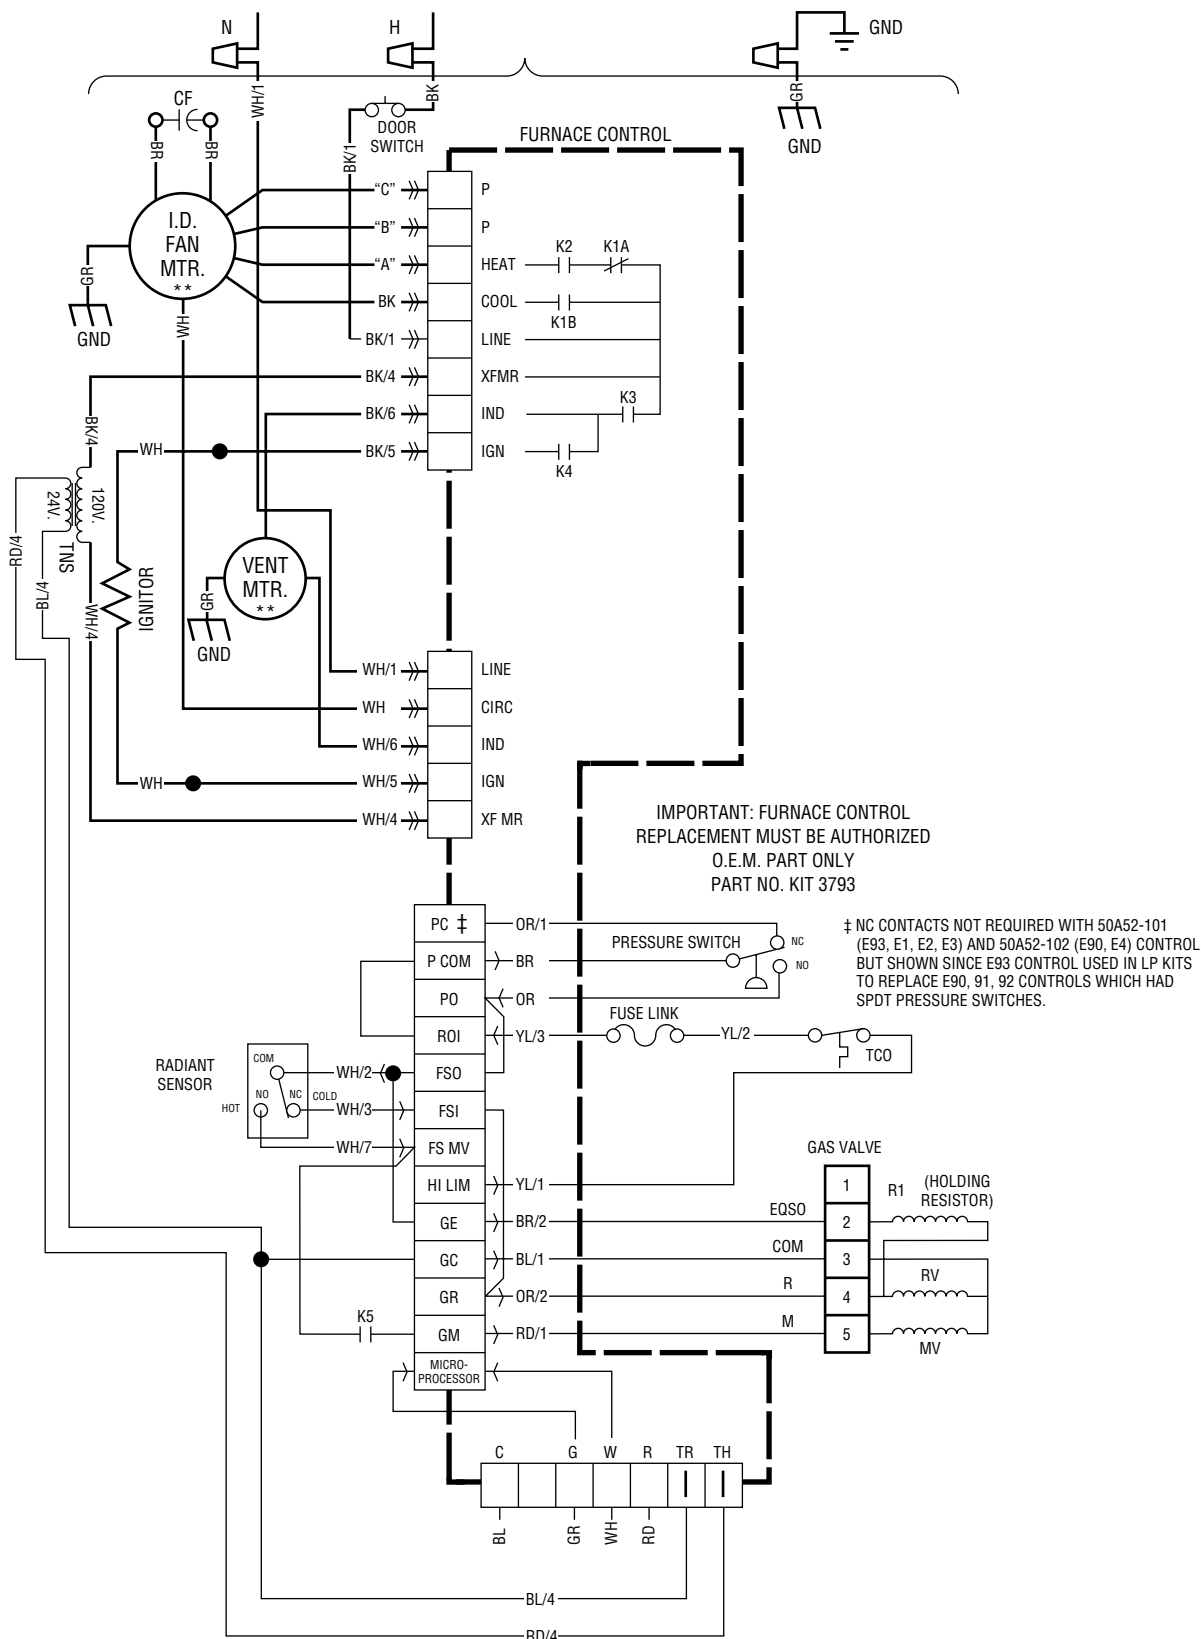 N
H
GND
CF
WH/1
BK
GR
DOOR
SWITCH
FURNACE CONTROL
GND
BR
BR
BK/1
"C"
P
I.D.
FAN
MTR.
**
"B"
P
"A"
HEAT
K2
K1A
GR
BK
COOL
K1B
GND
WH
BK/1
LINE
BK/4
XFMR
K3
BK/6
IND
BK/4
WH
BK/5
IGN
K4
24V.
120V.
TNS
RD/4
BL/4
WH/4
IGNITOR
VENT
MTR.
**
GR
GND
WH/1
LINE
WH
CIRC
WH/6
IND
WH
WH/5
IGN
WH/4
XF MR
IMPORTANT: FURNACE CONTROL
REPLACEMENT MUST BE AUTHORIZED
O.E.M. PART ONLY
PART NO. KIT 3793
PC ‡
OR/1
PRESSURE SWITCH
NC
NO
‡ NC CONTACTS NOT REQUIRED WITH 50A52-101
(E93, E1, E2, E3) AND 50A52-102 (E90, E4) CONTROL
BUT SHOWN SINCE E93 CONTROL USED IN LP KITS
TO REPLACE E90, 91, 92 CONTROLS WHICH HAD
SPDT PRESSURE SWITCHES.
P COM
BR
PO
OR
FUSE LINK
ROI
YL/3
YL/2
TCO
RADIANT
SENSOR
COM
NO
NC
HOT
COLD
WH/2
FSO
WH/3
FSI
WH/7
FS MV
GAS VALVE
HI LIM
YL/1
1
R1
(HOLDING
RESISTOR)
GE
BR/2
EQSO
2
GC
BL/1
COM
3
GR
OR/2
R
4
RV
K5
GM
RD/1
M
5
MV
MICRO-
PROCESSOR
C
G
W
R
TR
TH
BL
GR
WH
RD
BL/4
RD/4